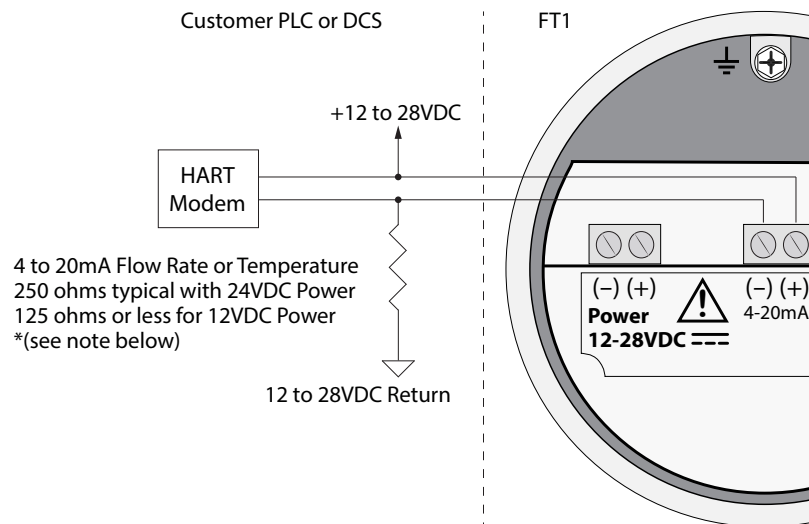 Customer PLC or DCS
FT1
+12 to 28VDC
HART
Modem
4 to 20mA Flow Rate or Temperature
250 ohms typical with 24VDC Power
125 ohms or less for 12VDC Power
*(see note below)
12 to 28VDC Return
(–) (+)
Power
12-28VDC
(–) (+)
4-20mA